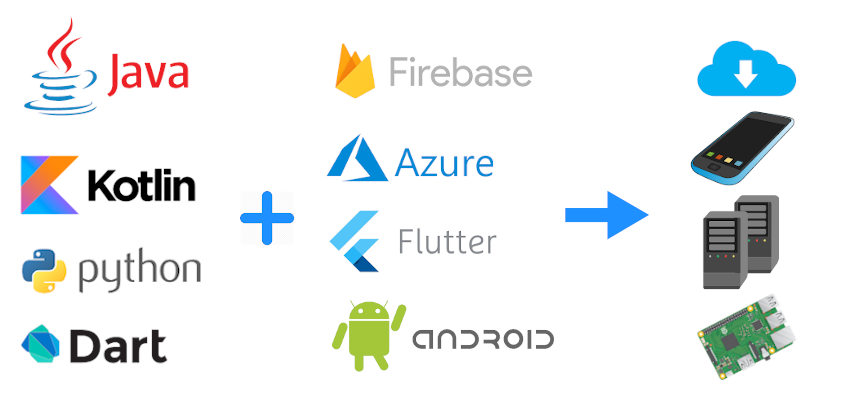 Java
Kotlin
python
Dart
Firebase
Azure
Flutter
ANDROID